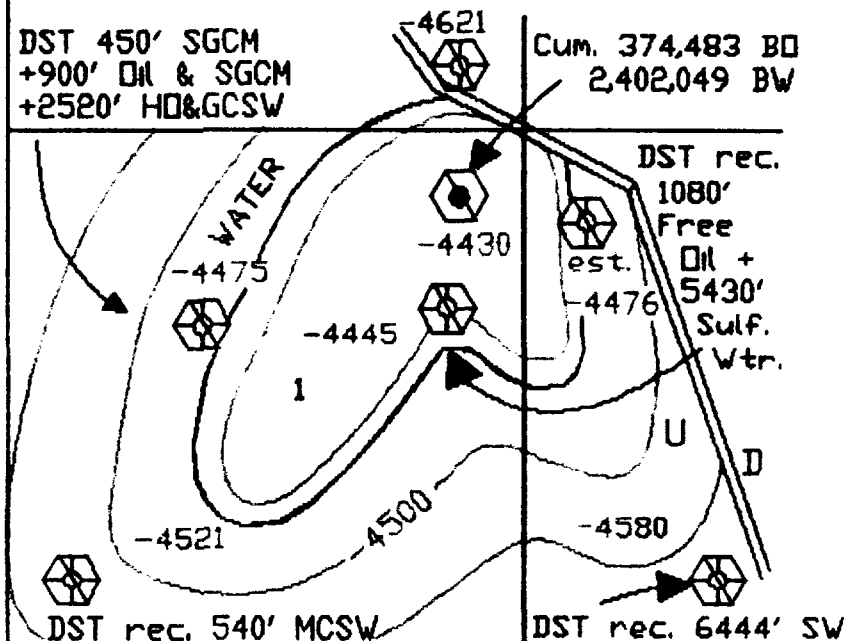 -4621
DST 450' SGCM
+900' Oil & SGCM
+2520' HO&GCSW
Cum. 374,483 BO
2,402,049 BW
WATER
DST rec.
1080'
Free
Oil +
5430'
Sulf.
Wtr.
-4430
est.
-4475
-4476
-4445
1
U
D
4500
-4521
-4580
DST rec. 540' MCSW
DST rec. 6444' SW